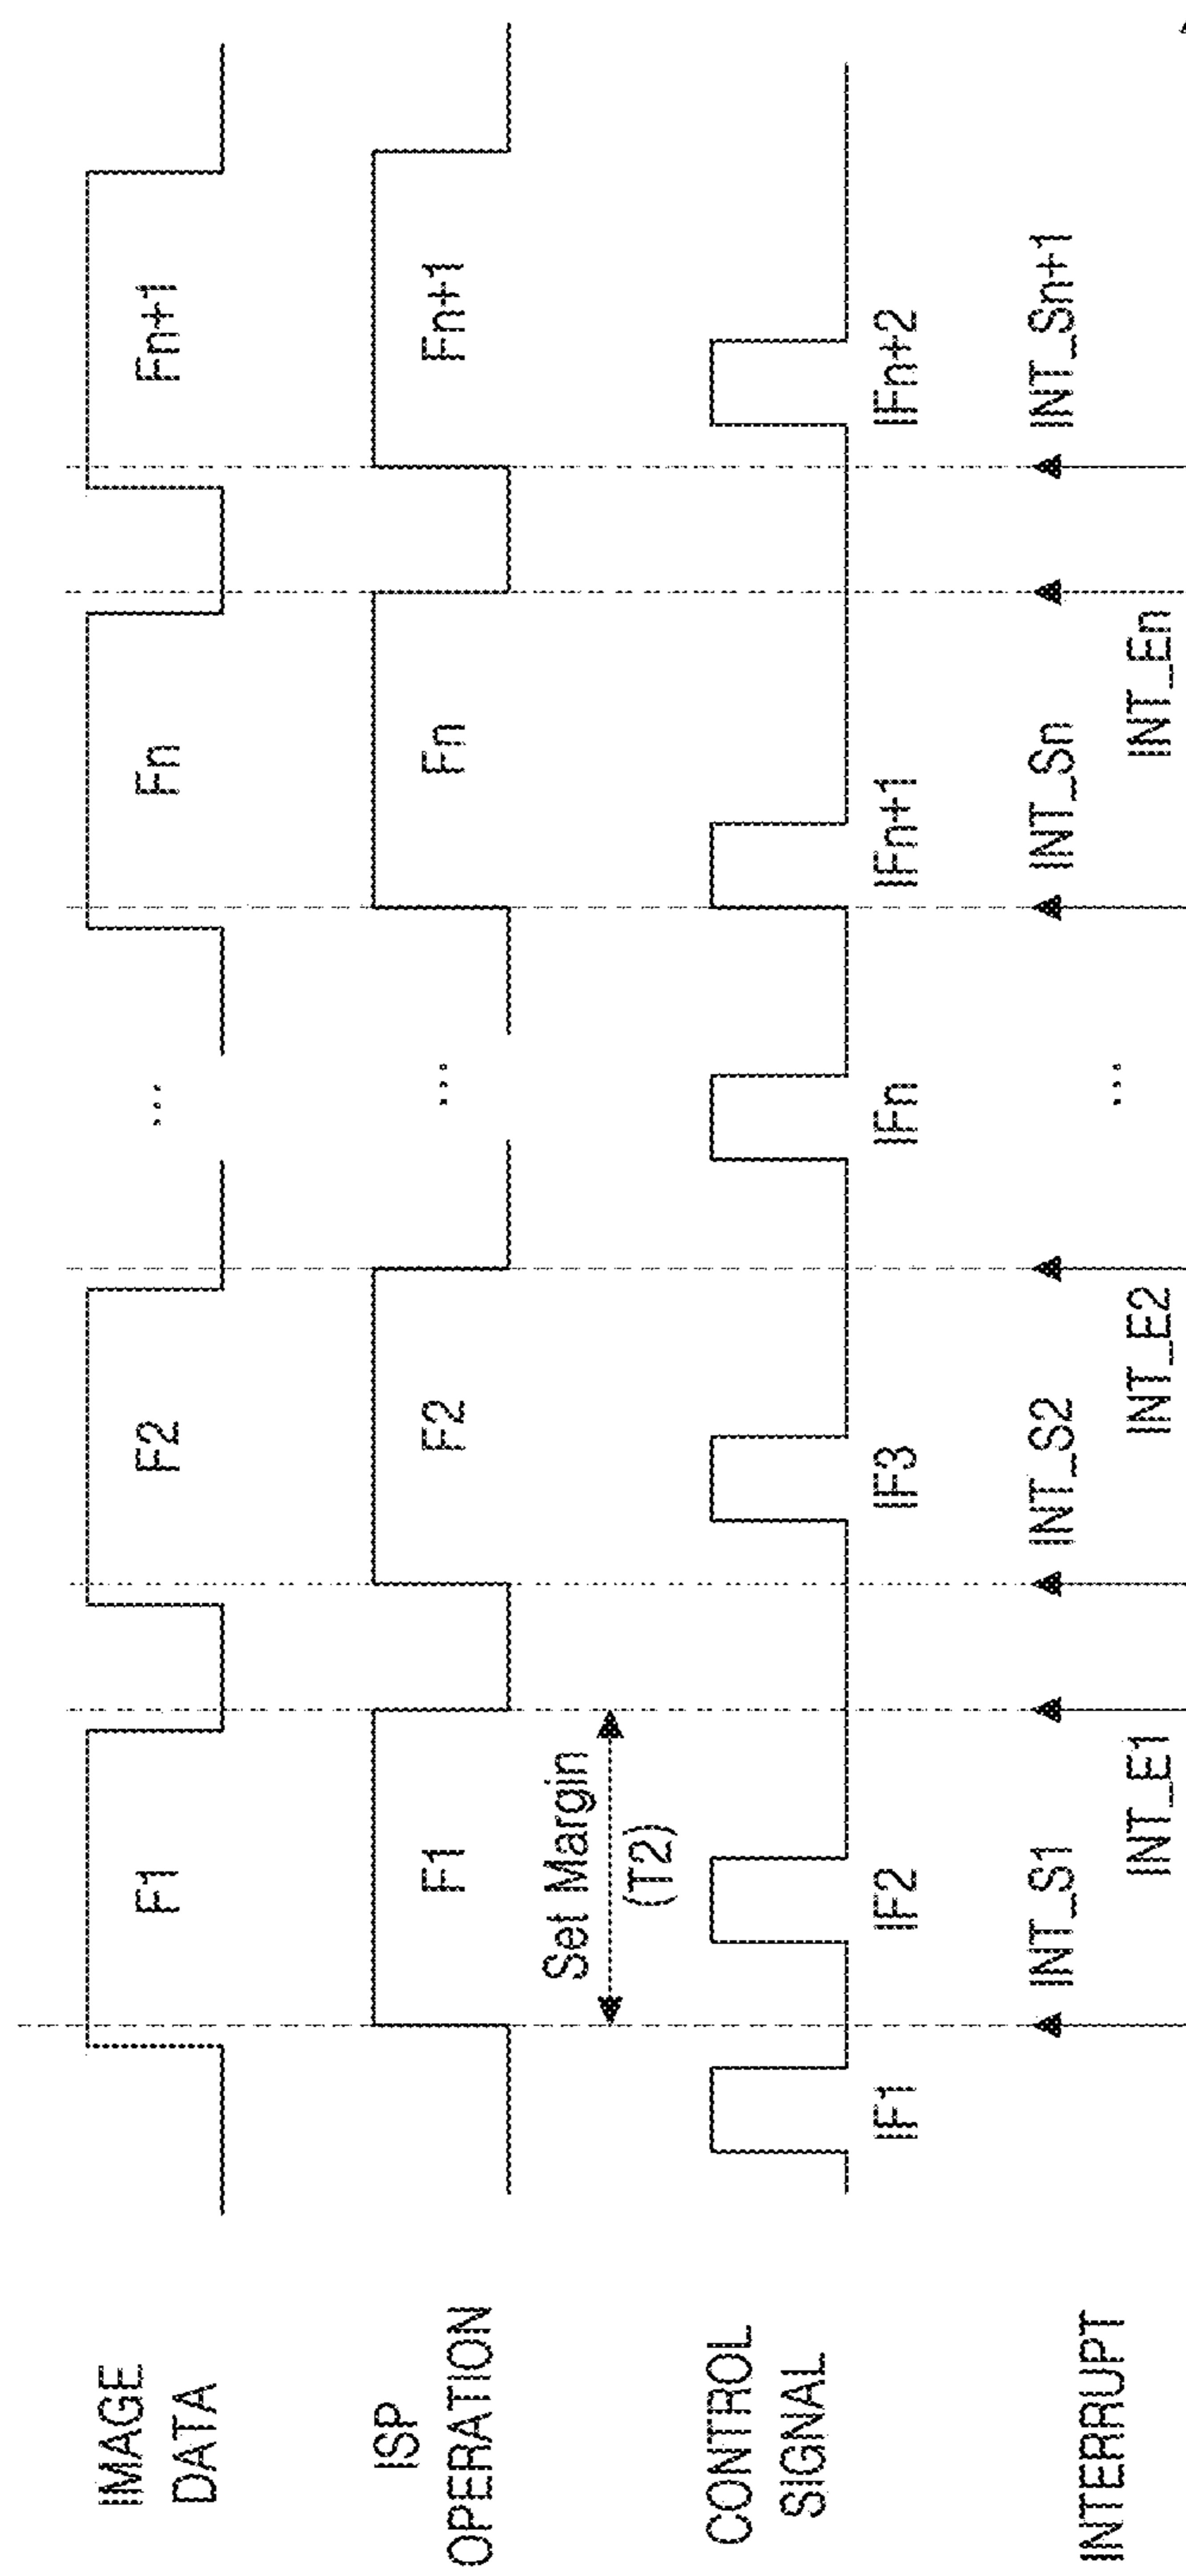 IMAGE
DATA
F1
F2
...
Fn
Fn+1
ISP
OPERATION
F1
F2
...
Fn
Fn+1
Set Margin
(T2)
CONTROL
SIGNAL
IF1
IF2
IF3
IFn
IFn+1
IFn+2
INTERRUPT
INT_S1
INT_E1
INT_S2
INT_E2
...
INT_Sn
INT_En
INT_Sn+1